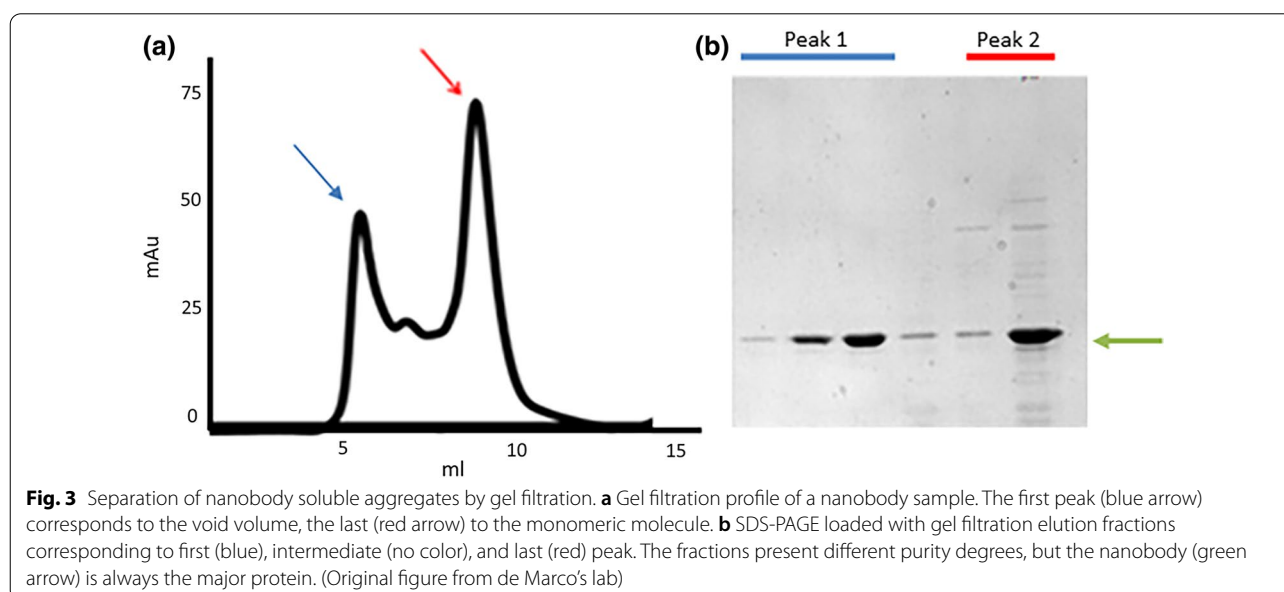 (a)
75
50
25
0
mAu
5 10 15
ml
(b)
Peak 1 Peak 2
Fig. 3 Separation of nanobody soluble aggregates by gel filtration. a Gel filtration profile of a nanobody sample. The first peak (blue arrow)
corresponds to the void volume, the last (red arrow) to the monomeric molecule. b SDS-PAGE loaded with gel filtration elution fractions
corresponding to first (blue), intermediate (no color), and last (red) peak. The fractions present different purity degrees, but the nanobody (green
arrow) is always the major protein. (Original figure from de Marco’s lab)